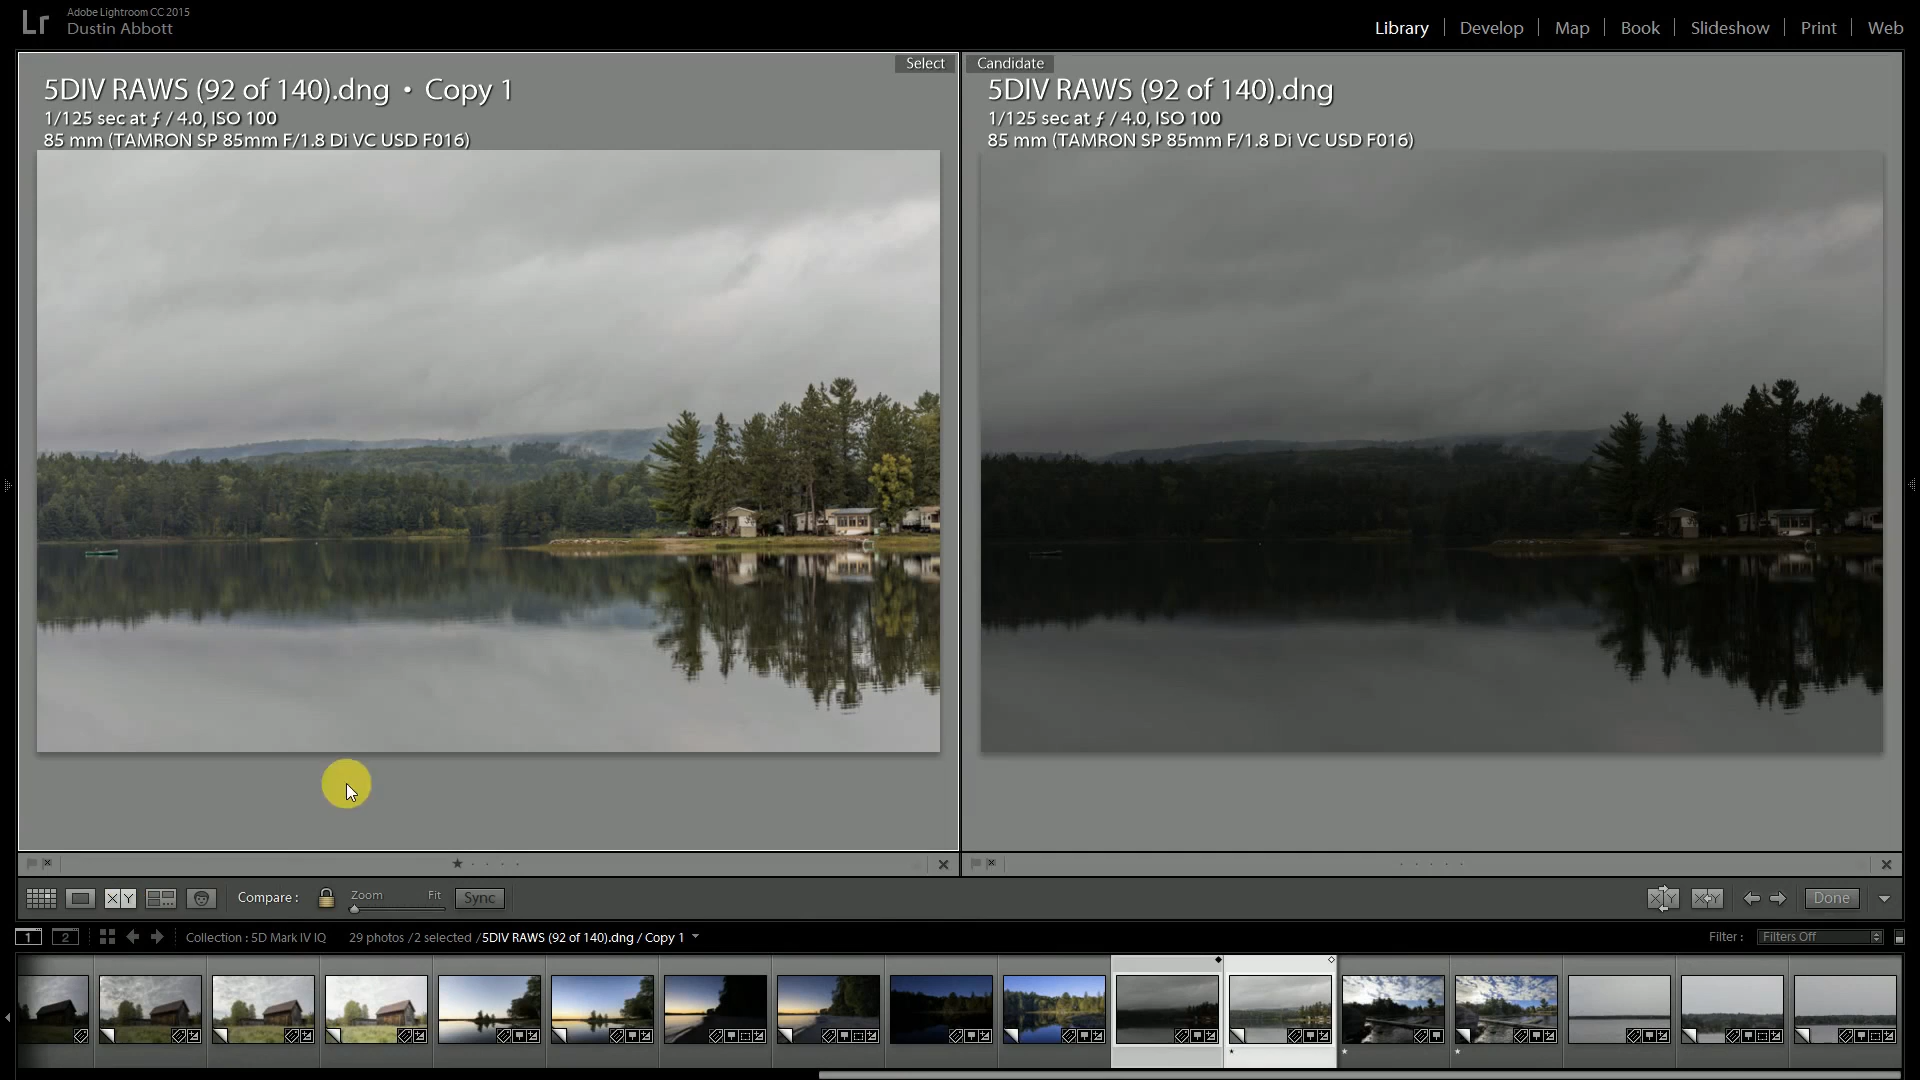 Lr
Adobe Lightroom CC 2015
Dustin Abbott
Library
Develop
Map
Book
Slideshow
Print
Web
Select
5DIV RAWS (92 of 140).dng • Copy 1
1/125 sec at ƒ / 4.0, ISO 100
85 mm (TAMRON SP 85mm F/1.8 Di VC USD F016)
Candidate
5DIV RAWS (92 of 140).dng
1/125 sec at ƒ / 4.0, ISO 100
85 mm (TAMRON SP 85mm F/1.8 Di VC USD F016)
X Y
Compare :
Zoom
Fit
Sync
Done
1
2
Collection : 5D Mark IV IQ
29 photos /2 selected /5DIV RAWS (92 of 140).dng / Copy 1
Filter :
Filters Off